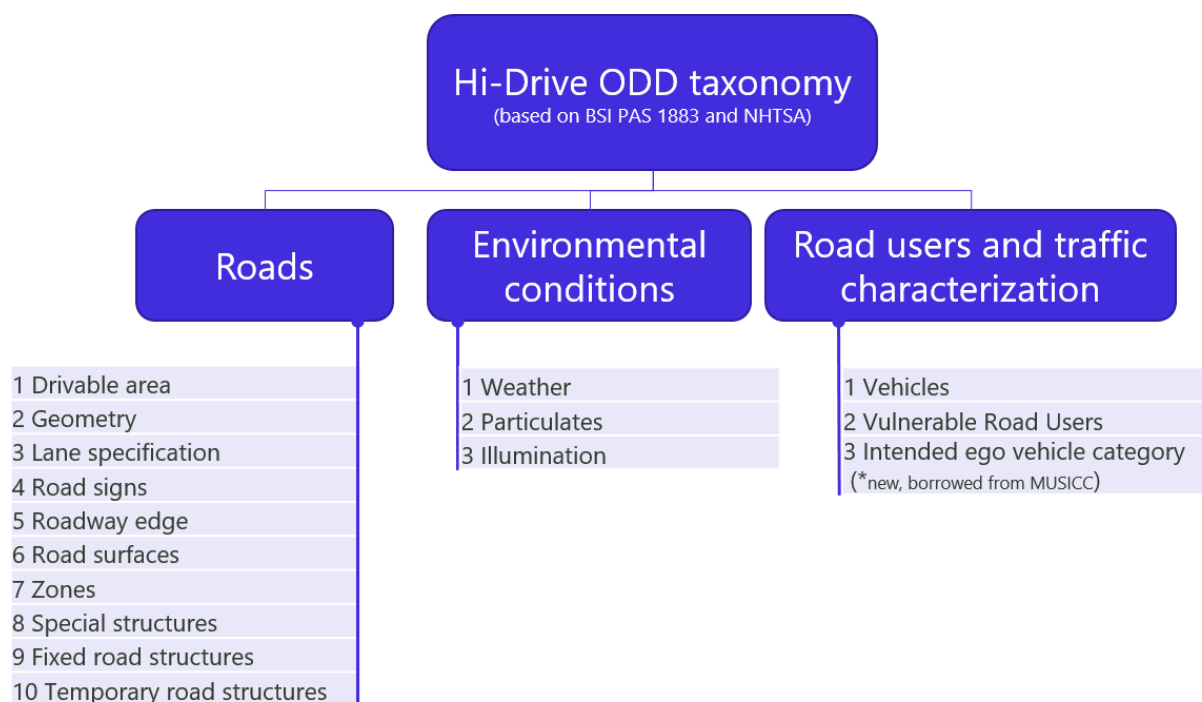 Hi-Drive ODD taxonomy
(based on BSI PAS 1883 and NHTSA)
Roads
Environmental
conditions
Road users and traffic
characterization
1 Drivable area
2 Geometry
3 Lane specification
4 Road signs
5 Roadway edge
6 Road surfaces
7 Zones
8 Special structures
9 Fixed road structures
10 Temporary road structures
1 Weather
2 Particulates
3 Illumination
1 Vehicles
2 Vulnerable Road Users
3 Intended ego vehicle category
(*new, borrowed from MUSICC)